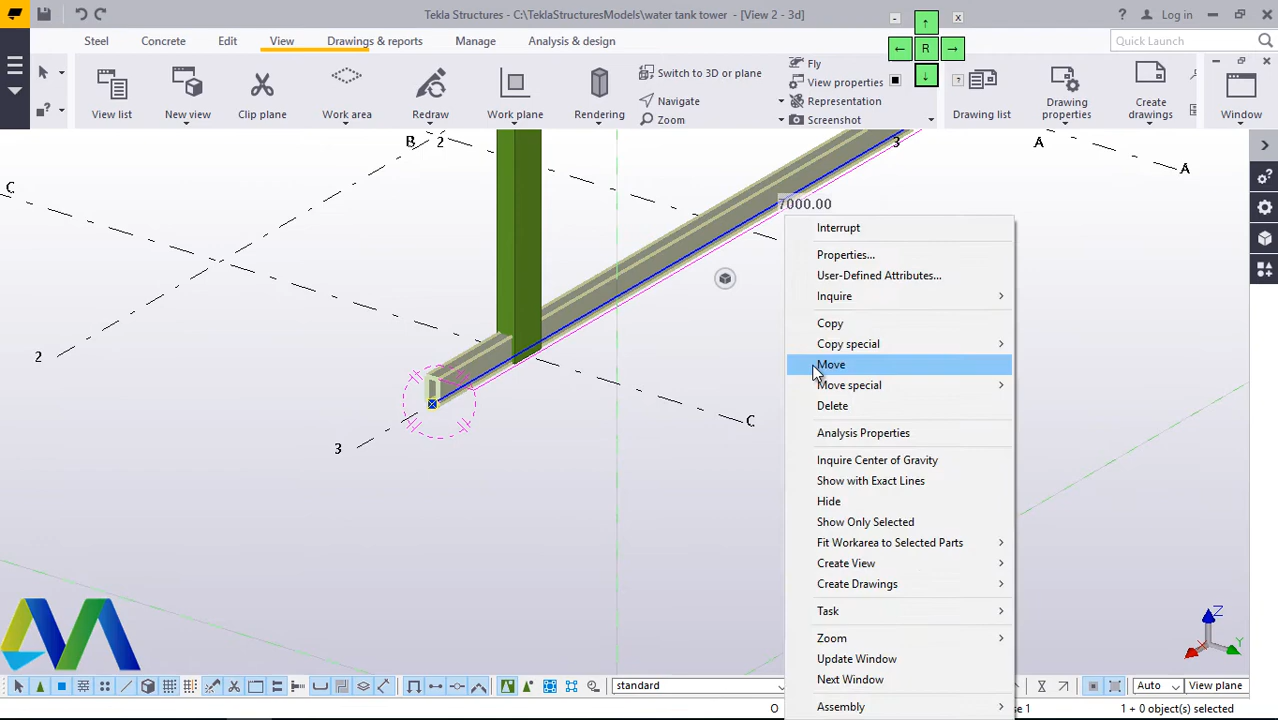 Tekla Structures - C:\TeklaStructuresModels\water tank tower - [View 2 - 3d]
Log in
Steel
Concrete
Edit
View
Drawings & reports
Manage
Analysis & design
Quick Launch
R
View list
New view
Clip plane
Work area
Redraw
Work plane
Rendering
Switch to 3D or plane
Navigate
Zoom
Fly
View properties
Representation
Screenshot
Drawing list
Drawing properties
Create drawings
Window
B 2
3
A
A
C
2
3
C
7000.00
Interrupt
Properties...
User-Defined Attributes...
Inquire
Copy
Copy special
Move
Move special
Delete
Analysis Properties
Inquire Center of Gravity
Show with Exact Lines
Hide
Show Only Selected
Fit Workarea to Selected Parts
Create View
Create Drawings
Task
Zoom
Update Window
Next Window
Assembly
Z
Y
standard
Auto
View plane
O
1 + 0 object(s) selected